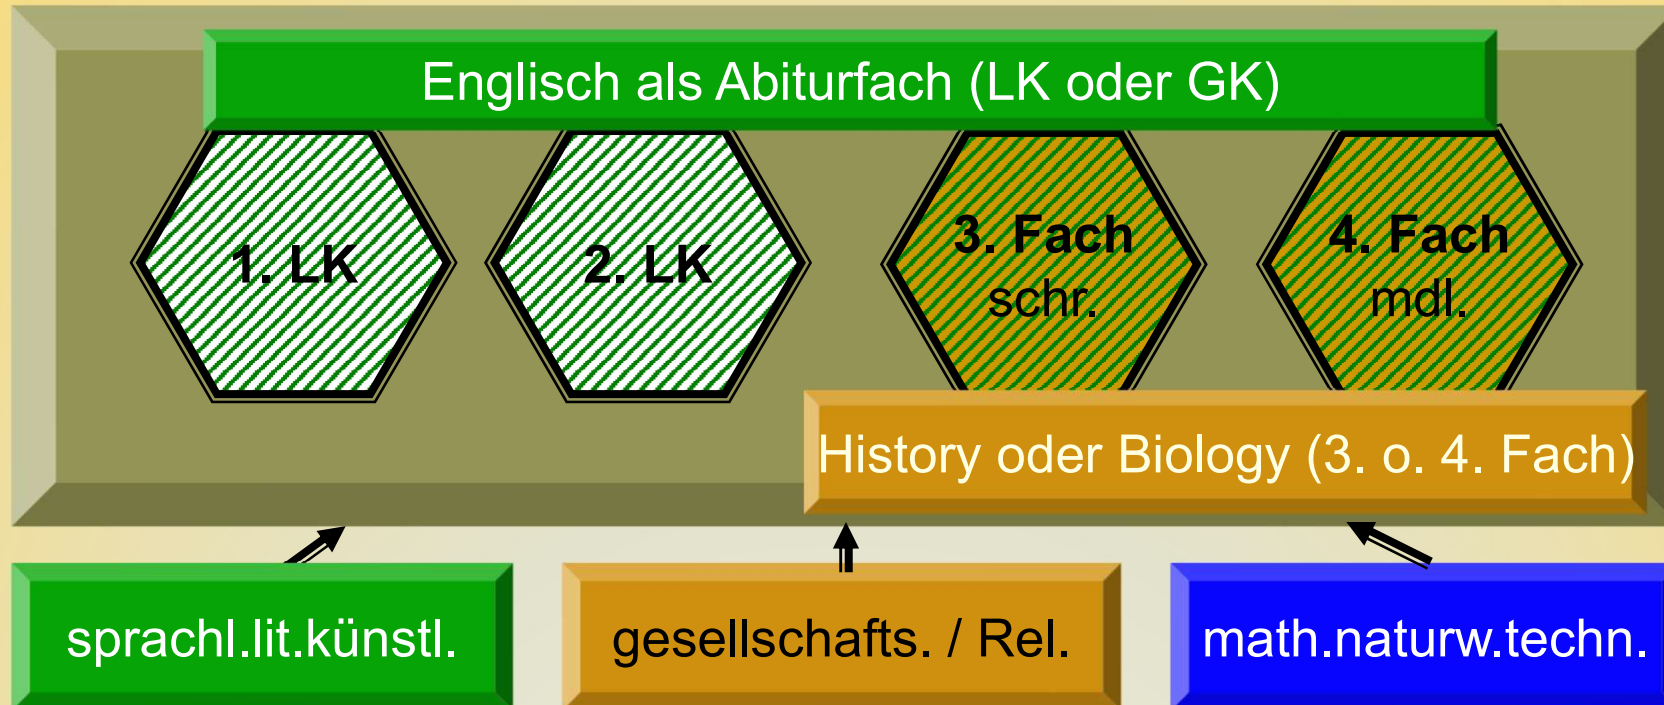 Englisch als Abiturfach (LK oder GK)
1. LK
2. LK
3. Fach
schr.
4. Fach
mdl.
History oder Biology (3. o. 4. Fach)
sprachl.lit.künstl.
gesellschafts. / Rel.
math.naturw.techn.